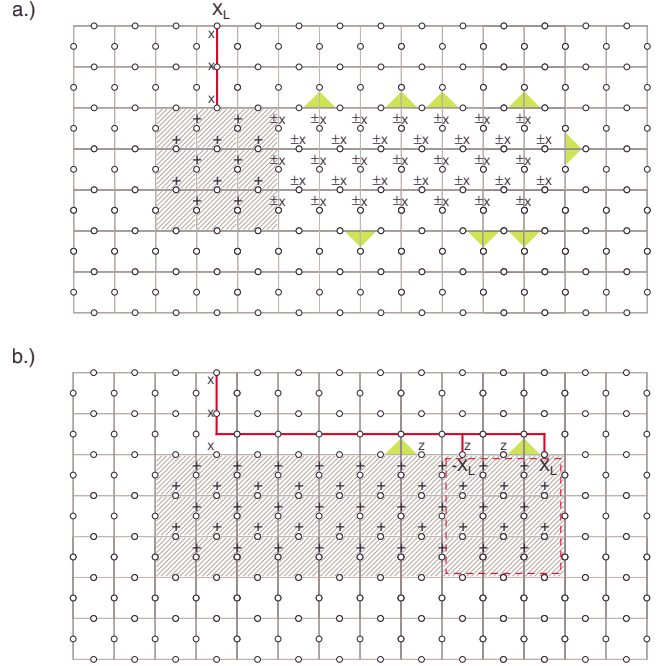 a.)
X_L
x
x
x
+ + ±x ±x ±x ±x ±x ±x ±x
+ + + ±x ±x ±x ±x ±x ±x ±x
+ + ±x ±x ±x ±x ±x ±x ±x
+ + + ±x ±x ±x ±x ±x ±x ±x
+ + ±x ±x ±x ±x ±x ±x ±x
b.)
x
x
x z z z
+ + + + + + + -X_L + + X_L
+ + + + + + + + + +
+ + + + + + + + +
+ + + + + + + + + +
+ + + + + + + + +